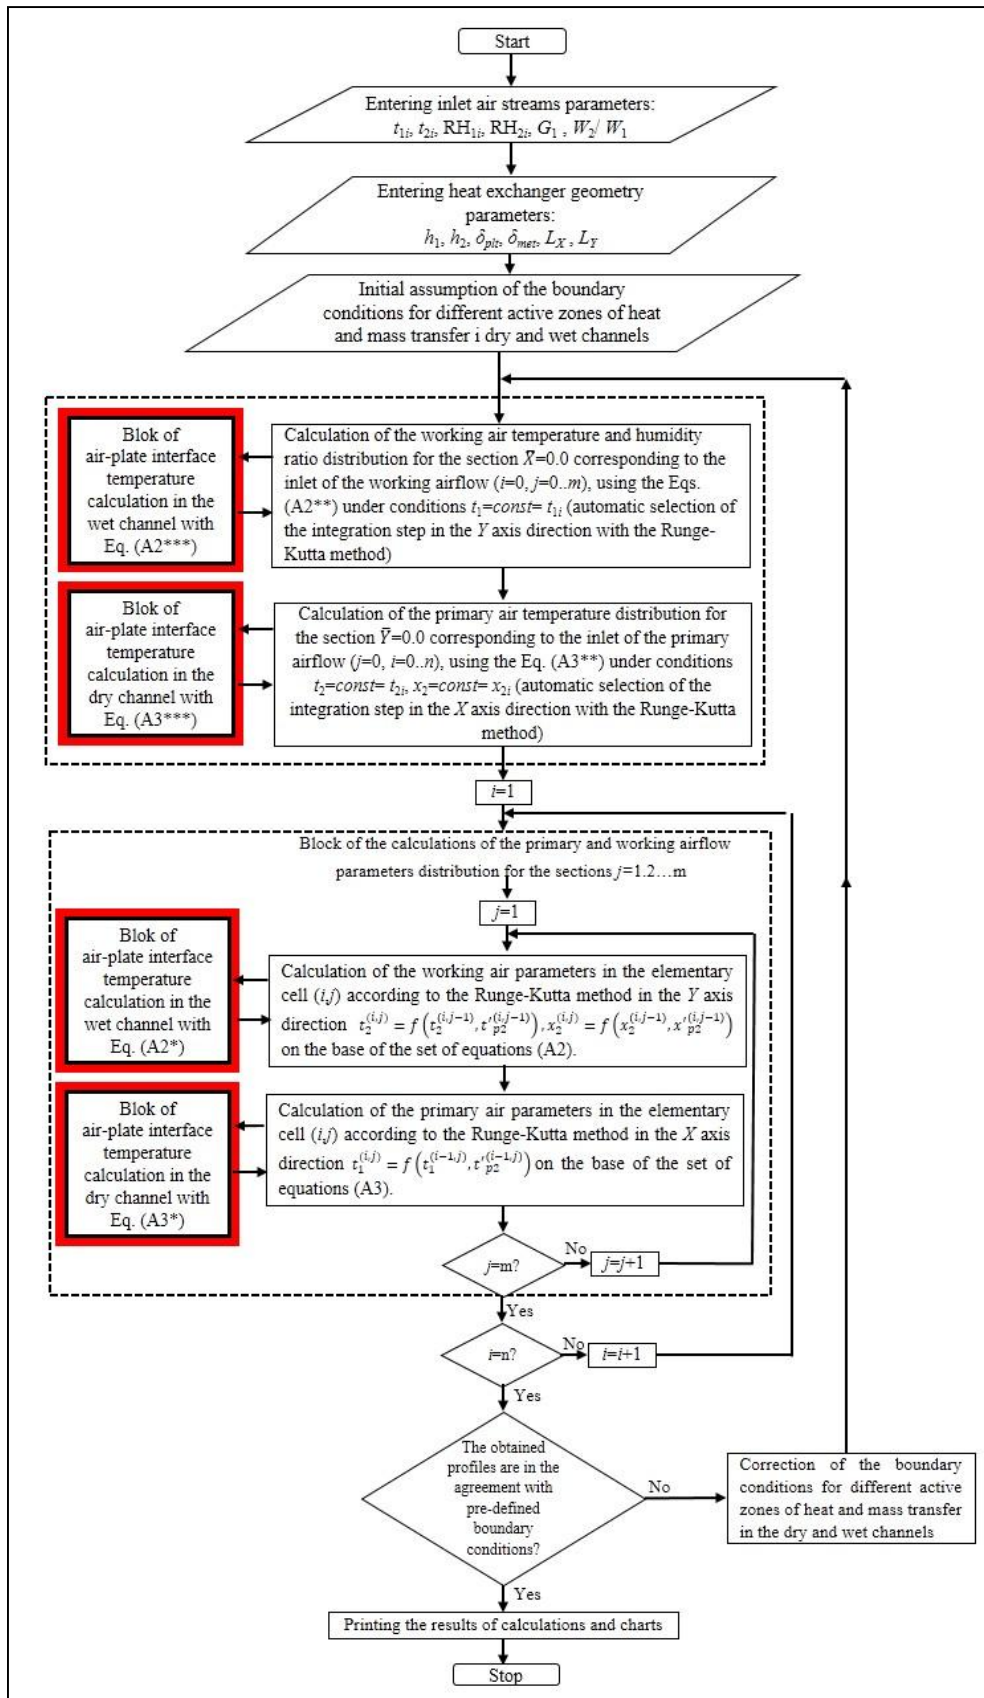 Start
Entering inlet air streams parameters:
t₁ᵢ, t₂ᵢ, RH₁ᵢ, RH₂ᵢ, G₁ , W₂/ W₁
Entering heat exchanger geometry
parameters:
h₁, h₂, δ_plt, δ_met, L_X , L_Y
Initial assumption of the boundary
conditions for different active zones of heat
and mass transfer i dry and wet channels
Blok of
air-plate interface
temperature
calculation in the
wet channel with
Eq. (A2***)
Calculation of the working air temperature and humidity
ratio distribution for the section X̄=0.0 corresponding to the
inlet of the working airflow (i=0, j=0..m), using the Eqs.
(A2**) under conditions t₁=const= t₁ᵢ (automatic selection of
the integration step in the Y axis direction with the Runge-
Kutta method)
Blok of
air-plate interface
temperature
calculation in the
dry channel with
Eq. (A3***)
Calculation of the primary air temperature distribution for
the section Ȳ=0.0 corresponding to the inlet of the primary
airflow (j=0, i=0..n), using the Eq. (A3**) under conditions
t₂=const= t₂ᵢ, x₂=const= x₂ᵢ (automatic selection of the
integration step in the X axis direction with the Runge-Kutta
method)
i=1
Block of the calculations of the primary and working airflow
parameters distribution for the sections j=1.2…m
j=1
Blok of
air-plate interface
temperature
calculation in the
wet channel with
Eq. (A2*)
Calculation of the working air parameters in the elementary
cell (i,j) according to the Runge-Kutta method in the Y axis
direction t₂^(i,j) = f(t₂^(i,j−1), t′_p2^(i,j−1)), x₂^(i,j) = f(x₂^(i,j−1), x′_p2^(i,j−1))
on the base of the set of equations (A2).
Blok of
air-plate interface
temperature
calculation in the
dry channel with
Eq. (A3*)
Calculation of the primary air parameters in the elementary
cell (i,j) according to the Runge-Kutta method in the X axis
direction t₁^(i,j) = f(t₁^(i−1,j), t′_p2^(i−1,j)) on the base of the set of
equations (A3).
j=m?
No
j=j+1
Yes
i=n?
No
i=i+1
Yes
The obtained
profiles are in the
agreement with
pre-defined
boundary
conditions?
No
Correction of the boundary
conditions for different active
zones of heat and mass transfer
in the dry and wet channels
Yes
Printing the results of calculations and charts
Stop